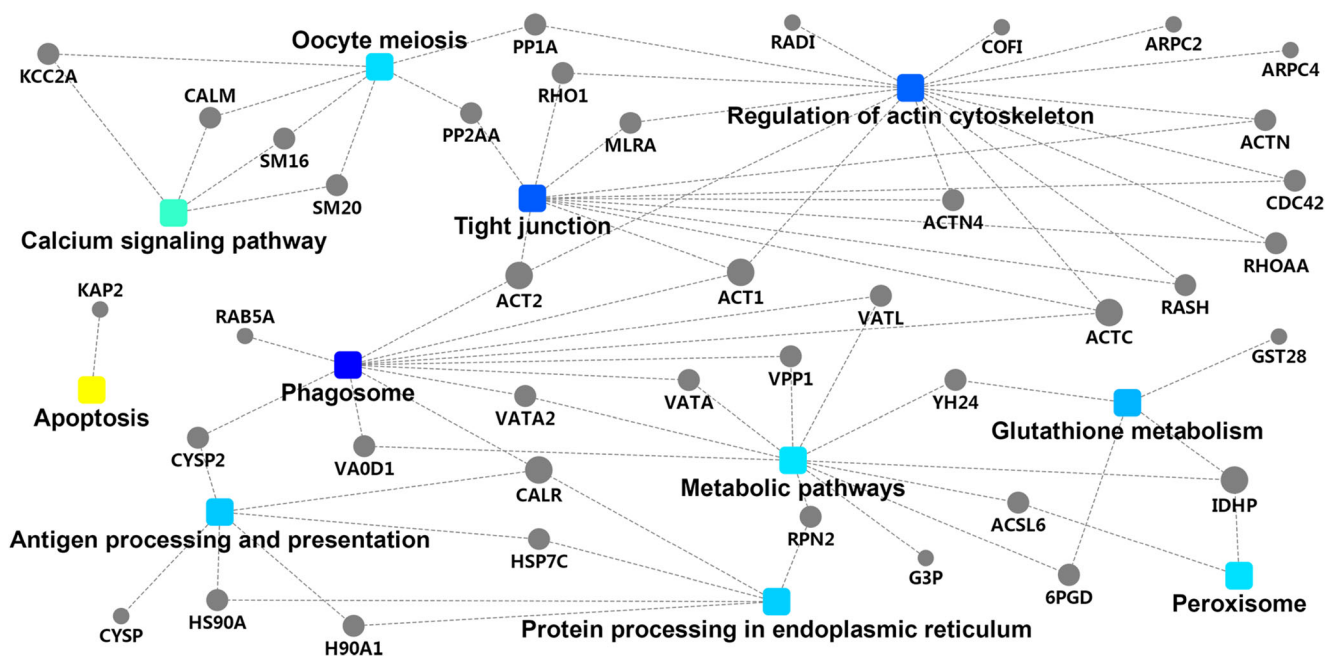 Oocyte meiosis
PP1A
RADI
COFI
ARPC2
ARPC4
KCC2A
CALM
RHO1
Regulation of actin cytoskeleton
PP2AA
MLRA
ACTN
SM16
SM20
CDC42
Calcium signaling pathway
Tight junction
ACTN4
RHOAA
KAP2
RAB5A
ACT2
ACT1
VATL
RASH
ACTC
GST28
Apoptosis
Phagosome
VATA2
VATA
VPP1
YH24
Glutathione metabolism
CYSP2
VA0D1
CALR
Metabolic pathways
IDHP
Antigen processing and presentation
HSP7C
RPN2
ACSL6
G3P
6PGD
Peroxisome
CYSP
HS90A
H90A1
Protein processing in endoplasmic reticulum